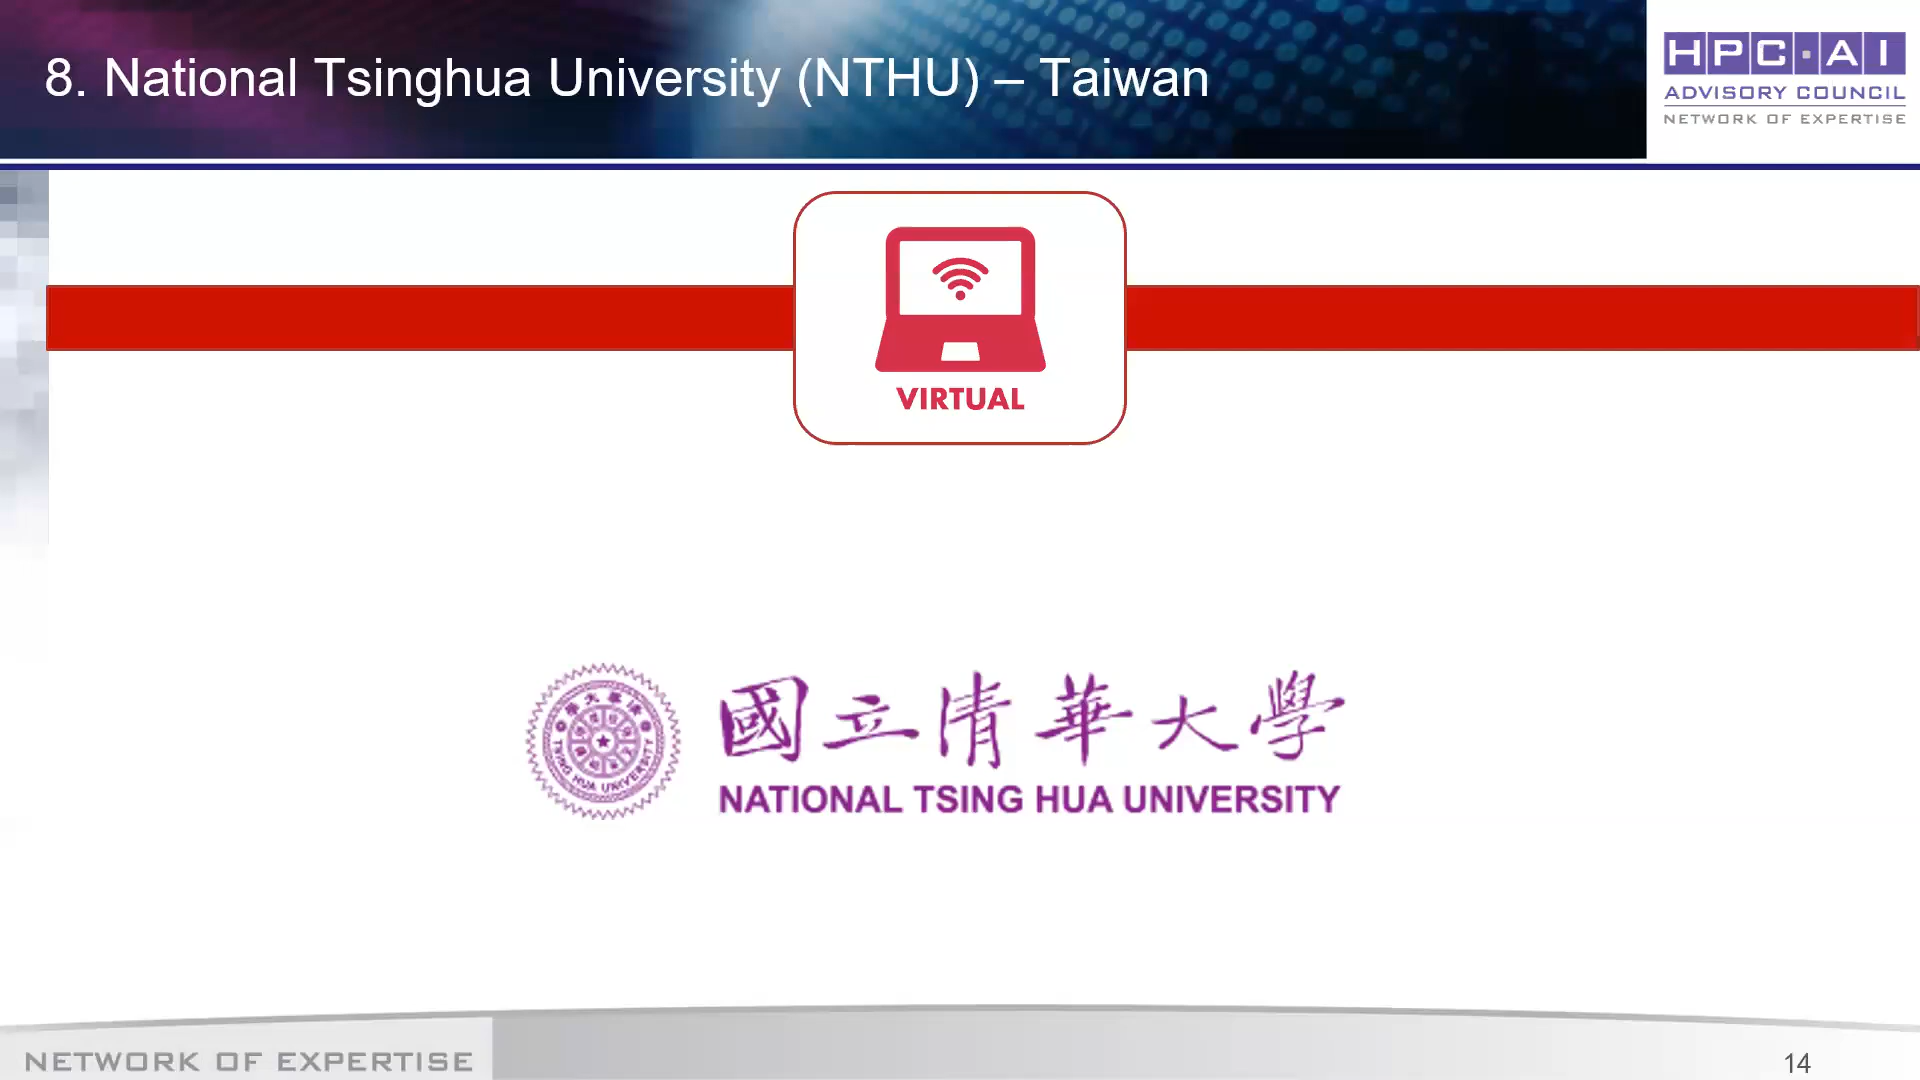 8. National Tsinghua University (NTHU) – Taiwan
HPC·AI
ADVISORY COUNCIL
NETWORK OF EXPERTISE
VIRTUAL
國立清華大學
NATIONAL TSING HUA UNIVERSITY
TSING HUA UNIVERSITY
NETWORK OF EXPERTISE
14